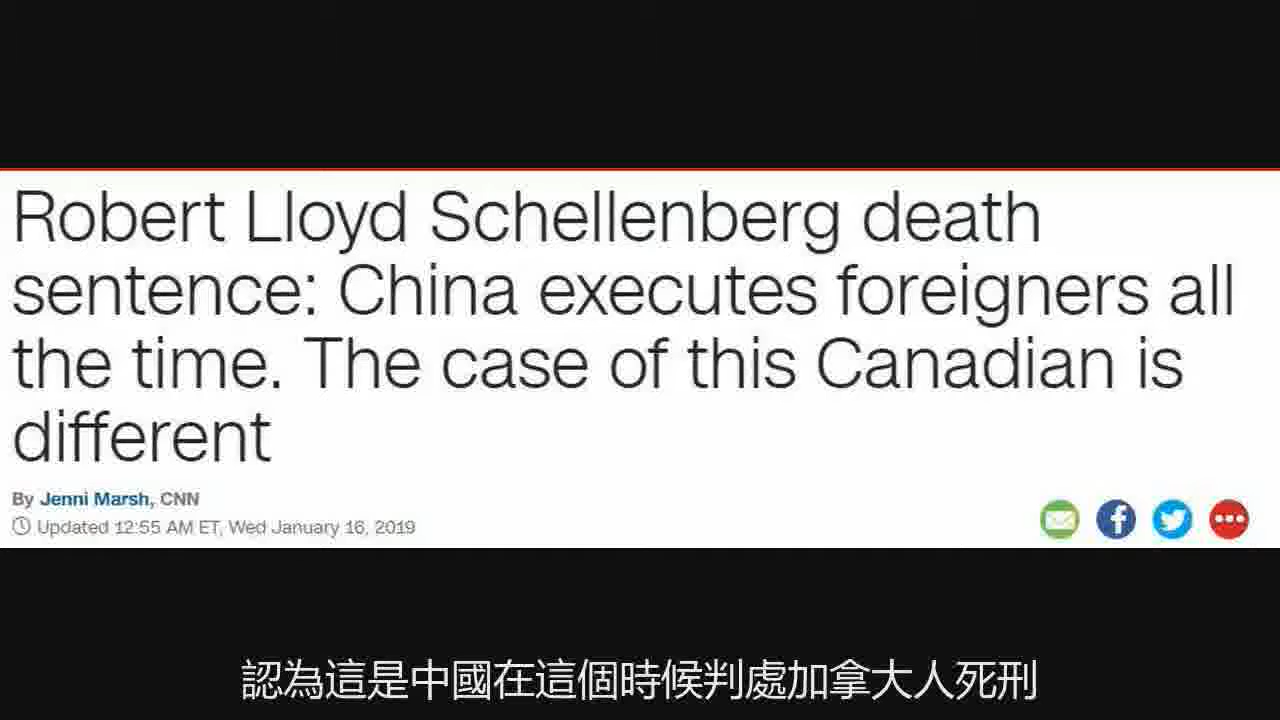 Robert Lloyd Schellenberg death
sentence: China executes foreigners all
the time. The case of this Canadian is
different
By Jenni Marsh, CNN
Updated 12:55 AM ET, Wed January 16, 2019
認為這是中國在這個時候判處加拿大人死刑